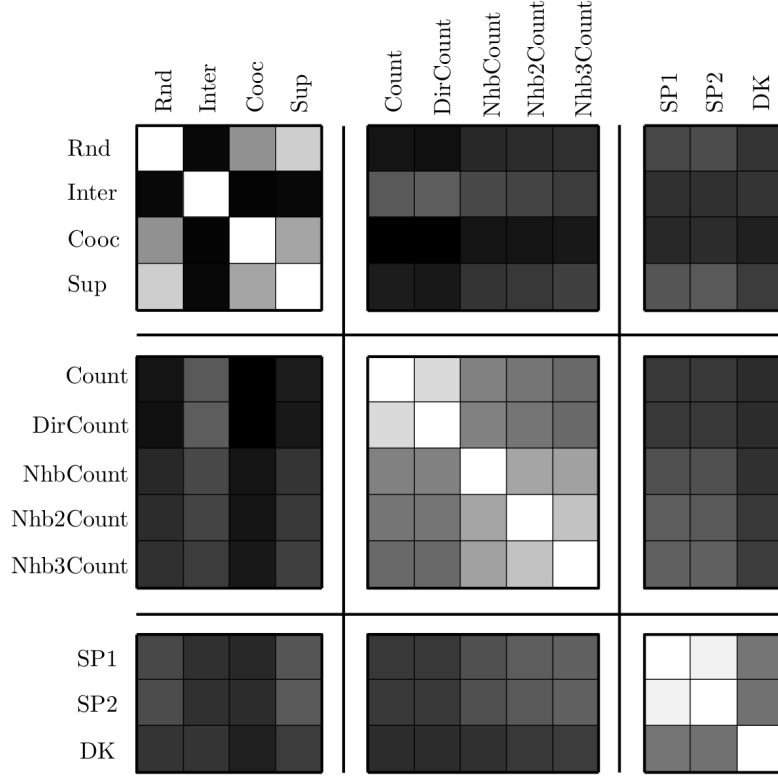 Rnd
Inter
Cooc
Sup
Count
DirCount
NhbCount
Nhb2Count
Nhb3Count
SP1
SP2
DK
Rnd
Inter
Cooc
Sup
Count
DirCount
NhbCount
Nhb2Count
Nhb3Count
SP1
SP2
DK